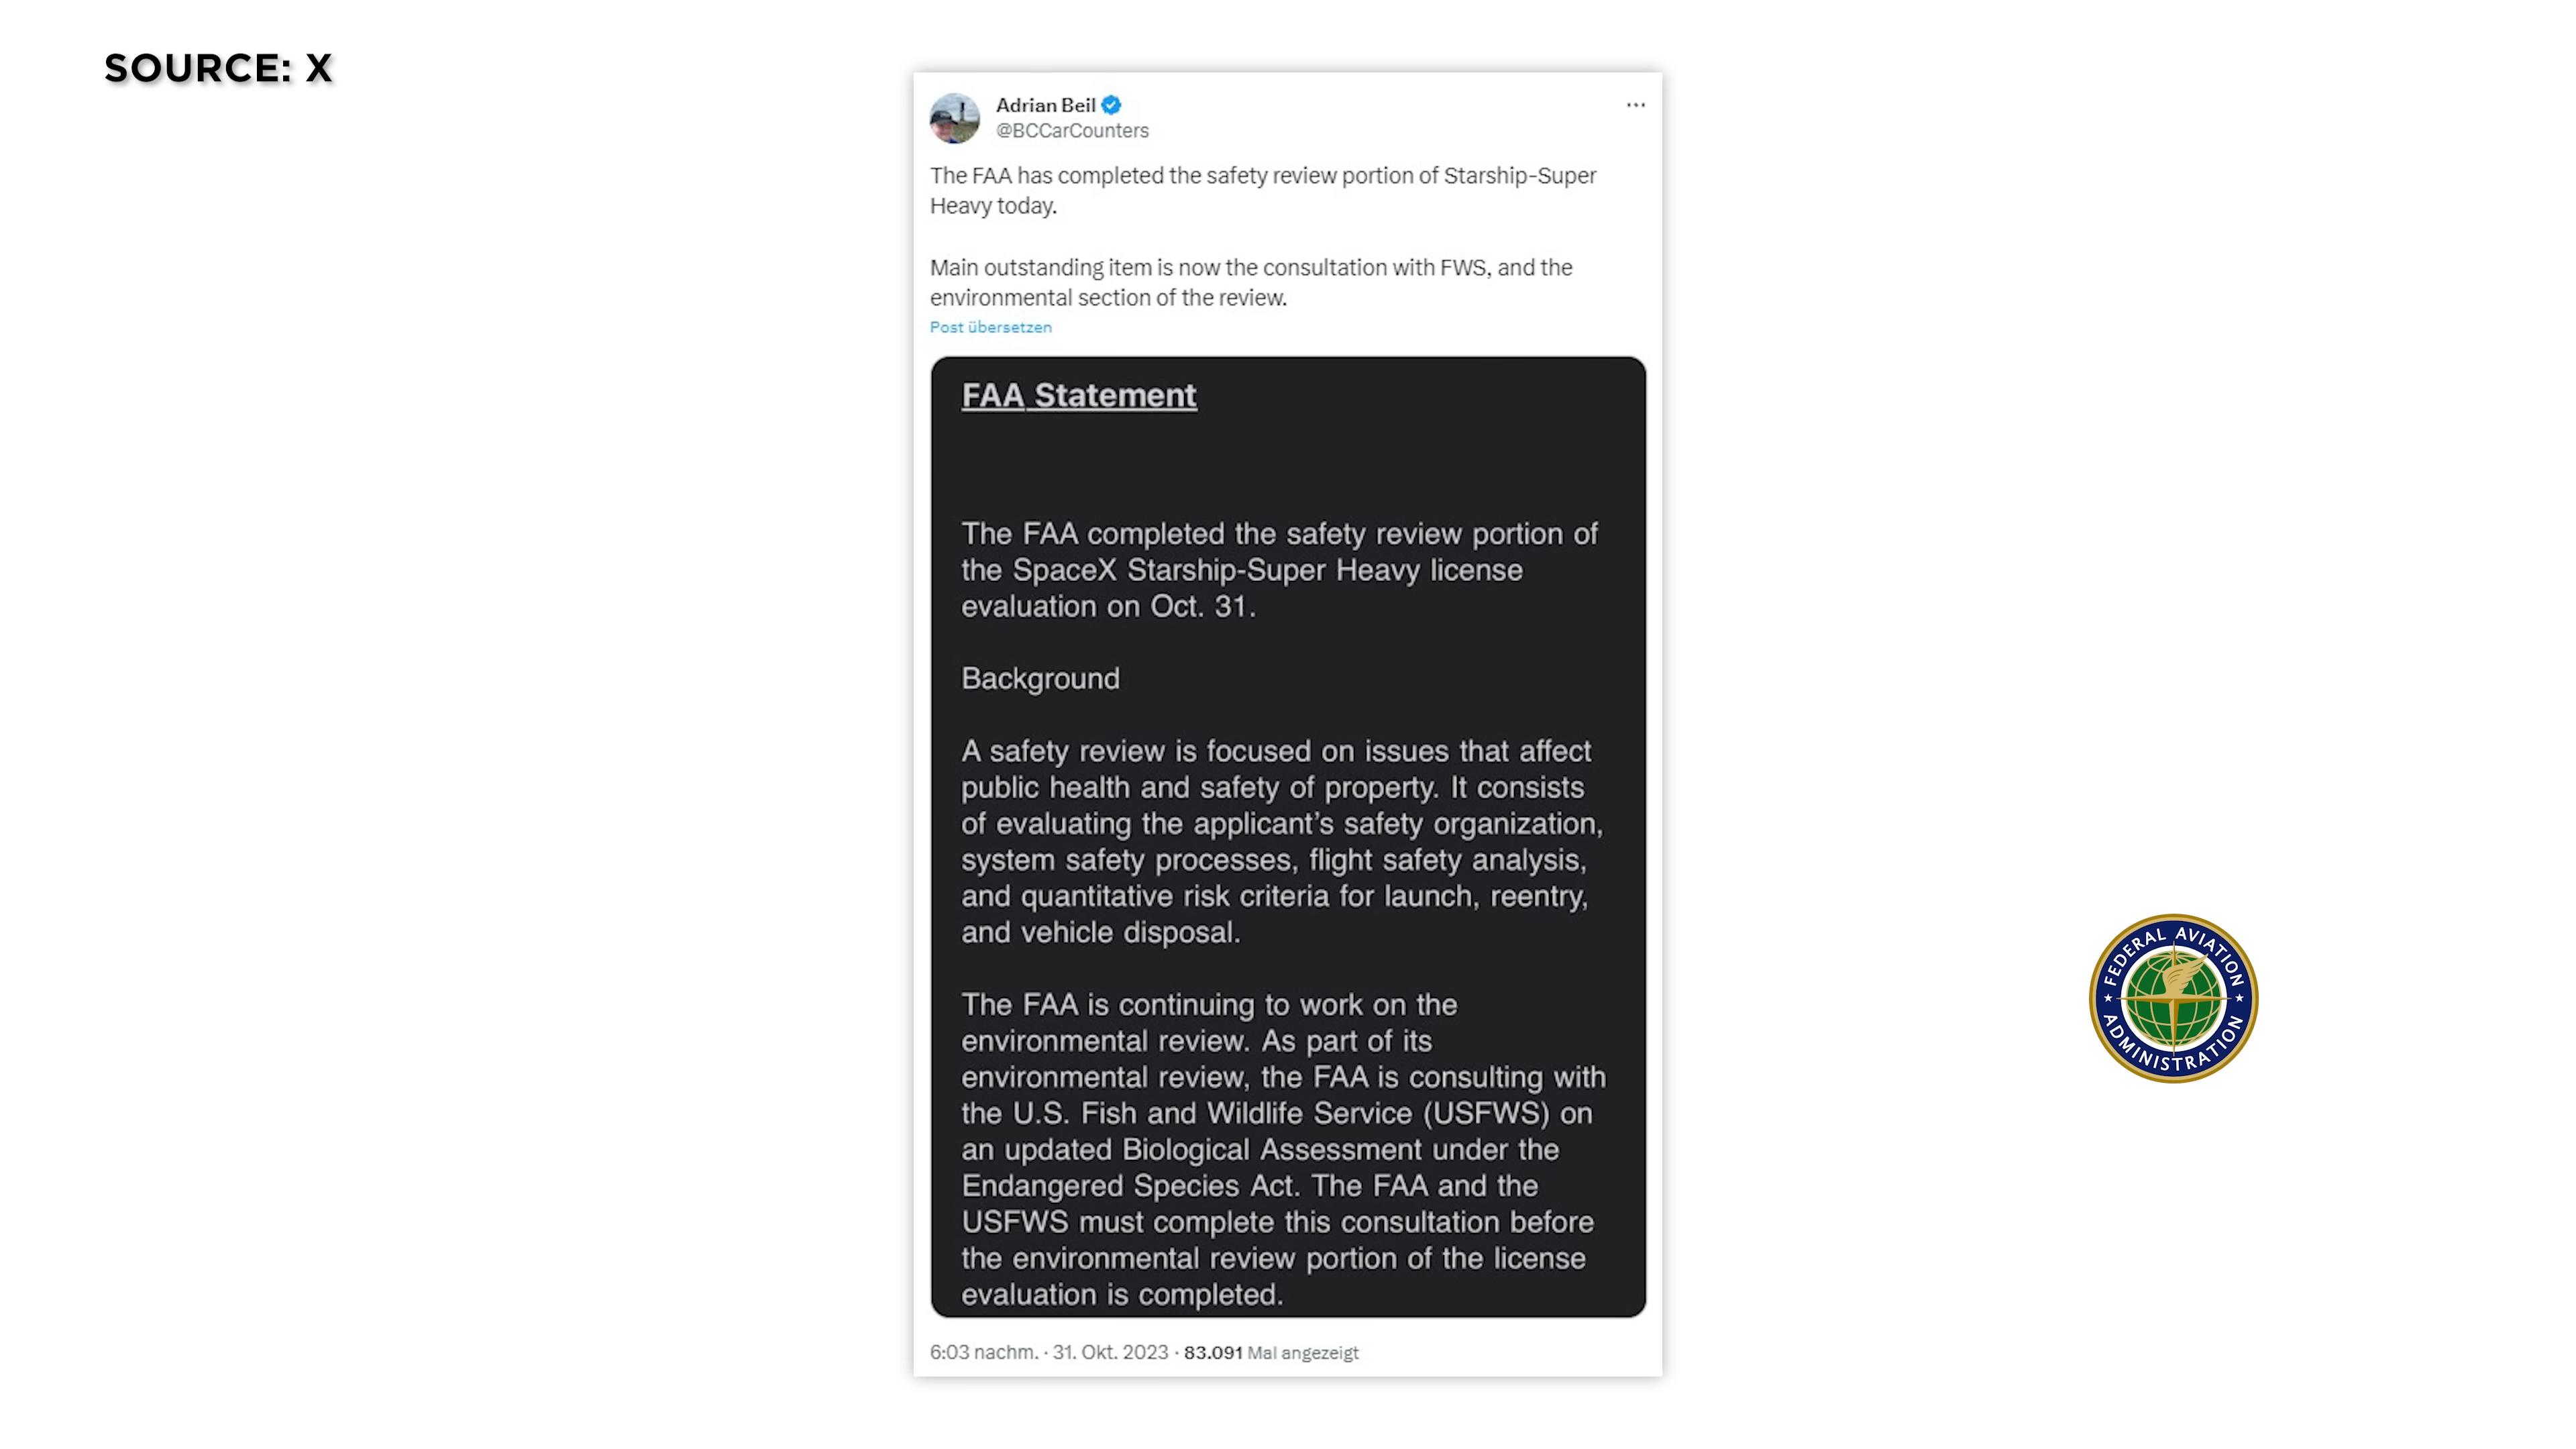 SOURCE: X
Adrian Beil
@BCCarCounters
The FAA has completed the safety review portion of Starship-Super
Heavy today.
Main outstanding item is now the consultation with FWS, and the
environmental section of the review.
Post übersetzen
FAA Statement
The FAA completed the safety review portion of
the SpaceX Starship-Super Heavy license
evaluation on Oct. 31.
Background
A safety review is focused on issues that affect
public health and safety of property. It consists
of evaluating the applicant’s safety organization,
system safety processes, flight safety analysis,
and quantitative risk criteria for launch, reentry,
and vehicle disposal.
The FAA is continuing to work on the
environmental review. As part of its
environmental review, the FAA is consulting with
the U.S. Fish and Wildlife Service (USFWS) on
an updated Biological Assessment under the
Endangered Species Act. The FAA and the
USFWS must complete this consultation before
the environmental review portion of the license
evaluation is completed.
6:03 nachm. · 31. Okt. 2023 · 83.091 Mal angezeigt
FEDERAL AVIATION
ADMINISTRATION